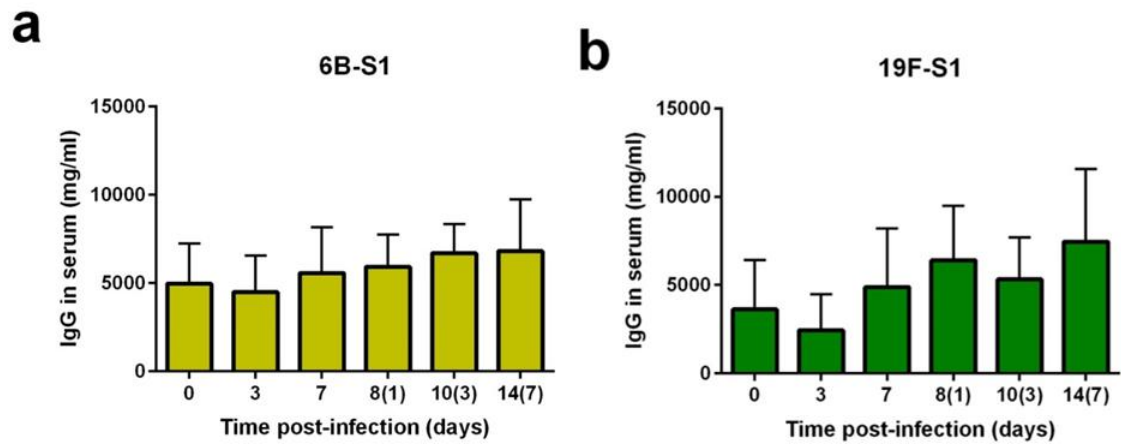 a
6B-S1
IgG in serum (mg/ml)
15000
10000
5000
0
0 3 7 8(1) 10(3) 14(7)
Time post-infection (days)
b
19F-S1
IgG in serum (mg/ml)
15000
10000
5000
0
0 3 7 8(1) 10(3) 14(7)
Time post-infection (days)